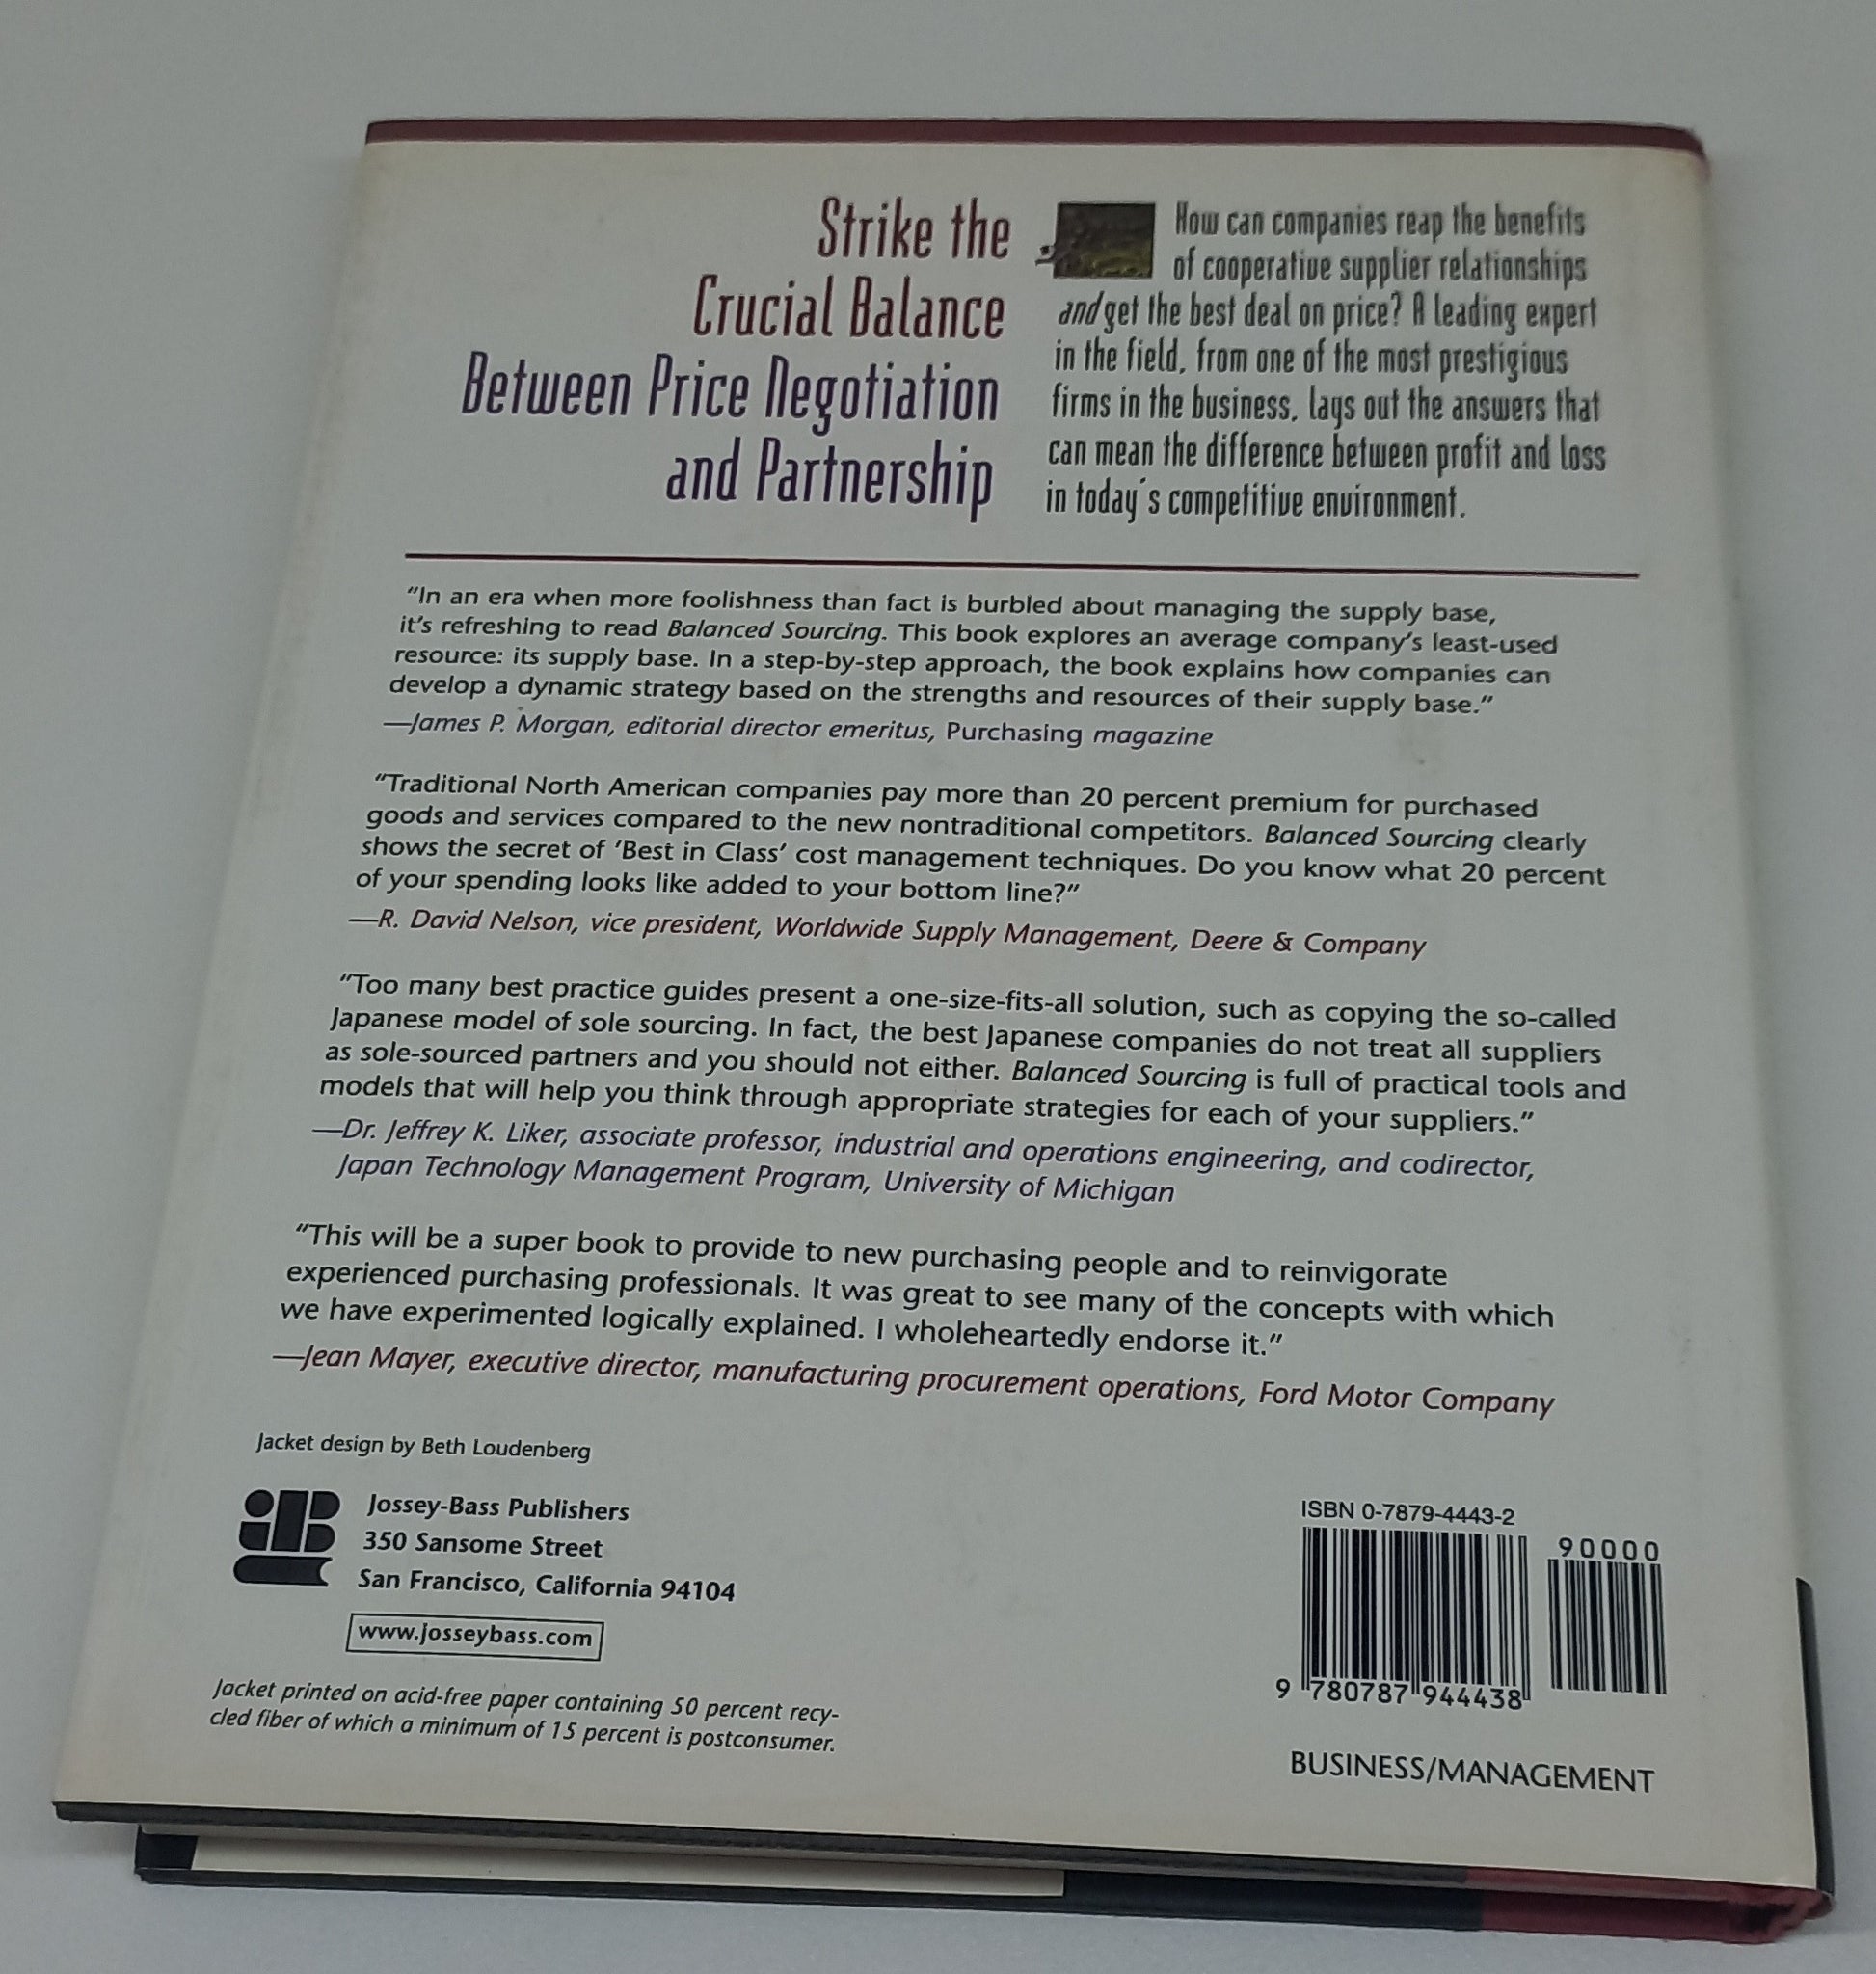 Strike the
Crucial Balance
Between Price Negotiation
and Partnership
How can companies reap the benefits
of cooperative supplier relationships
and get the best deal on price? A leading expert
in the field, from one of the most prestigious
firms in the business, lays out the answers that
can mean the difference between profit and loss
in today's competitive environment.
“In an era when more foolishness than fact is burbled about managing the supply base,
it’s refreshing to read Balanced Sourcing. This book explores an average company’s least-used
resource: its supply base. In a step-by-step approach, the book explains how companies can
develop a dynamic strategy based on the strengths and resources of their supply base.”
—James P. Morgan, editorial director emeritus, Purchasing magazine
“Traditional North American companies pay more than 20 percent premium for purchased
goods and services compared to the new nontraditional competitors. Balanced Sourcing clearly
shows the secret of ‘Best in Class’ cost management techniques. Do you know what 20 percent
of your spending looks like added to your bottom line?”
—R. David Nelson, vice president, Worldwide Supply Management, Deere & Company
“Too many best practice guides present a one-size-fits-all solution, such as copying the so-called
Japanese model of sole sourcing. In fact, the best Japanese companies do not treat all suppliers
as sole-sourced partners and you should not either. Balanced Sourcing is full of practical tools and
models that will help you think through appropriate strategies for each of your suppliers.”
—Dr. Jeffrey K. Liker, associate professor, industrial and operations engineering, and codirector,
Japan Technology Management Program, University of Michigan
“This will be a super book to provide to new purchasing people and to reinvigorate
experienced purchasing professionals. It was great to see many of the concepts with which
we have experimented logically explained. I wholeheartedly endorse it.”
—Jean Mayer, executive director, manufacturing procurement operations, Ford Motor Company
Jacket design by Beth Loudenberg
Jossey-Bass Publishers
350 Sansome Street
San Francisco, California 94104
www.josseybass.com
Jacket printed on acid-free paper containing 50 percent recy-
cled fiber of which a minimum of 15 percent is postconsumer.
ISBN 0-7879-4443-2
90000
9 780787 944438
BUSINESS/MANAGEMENT